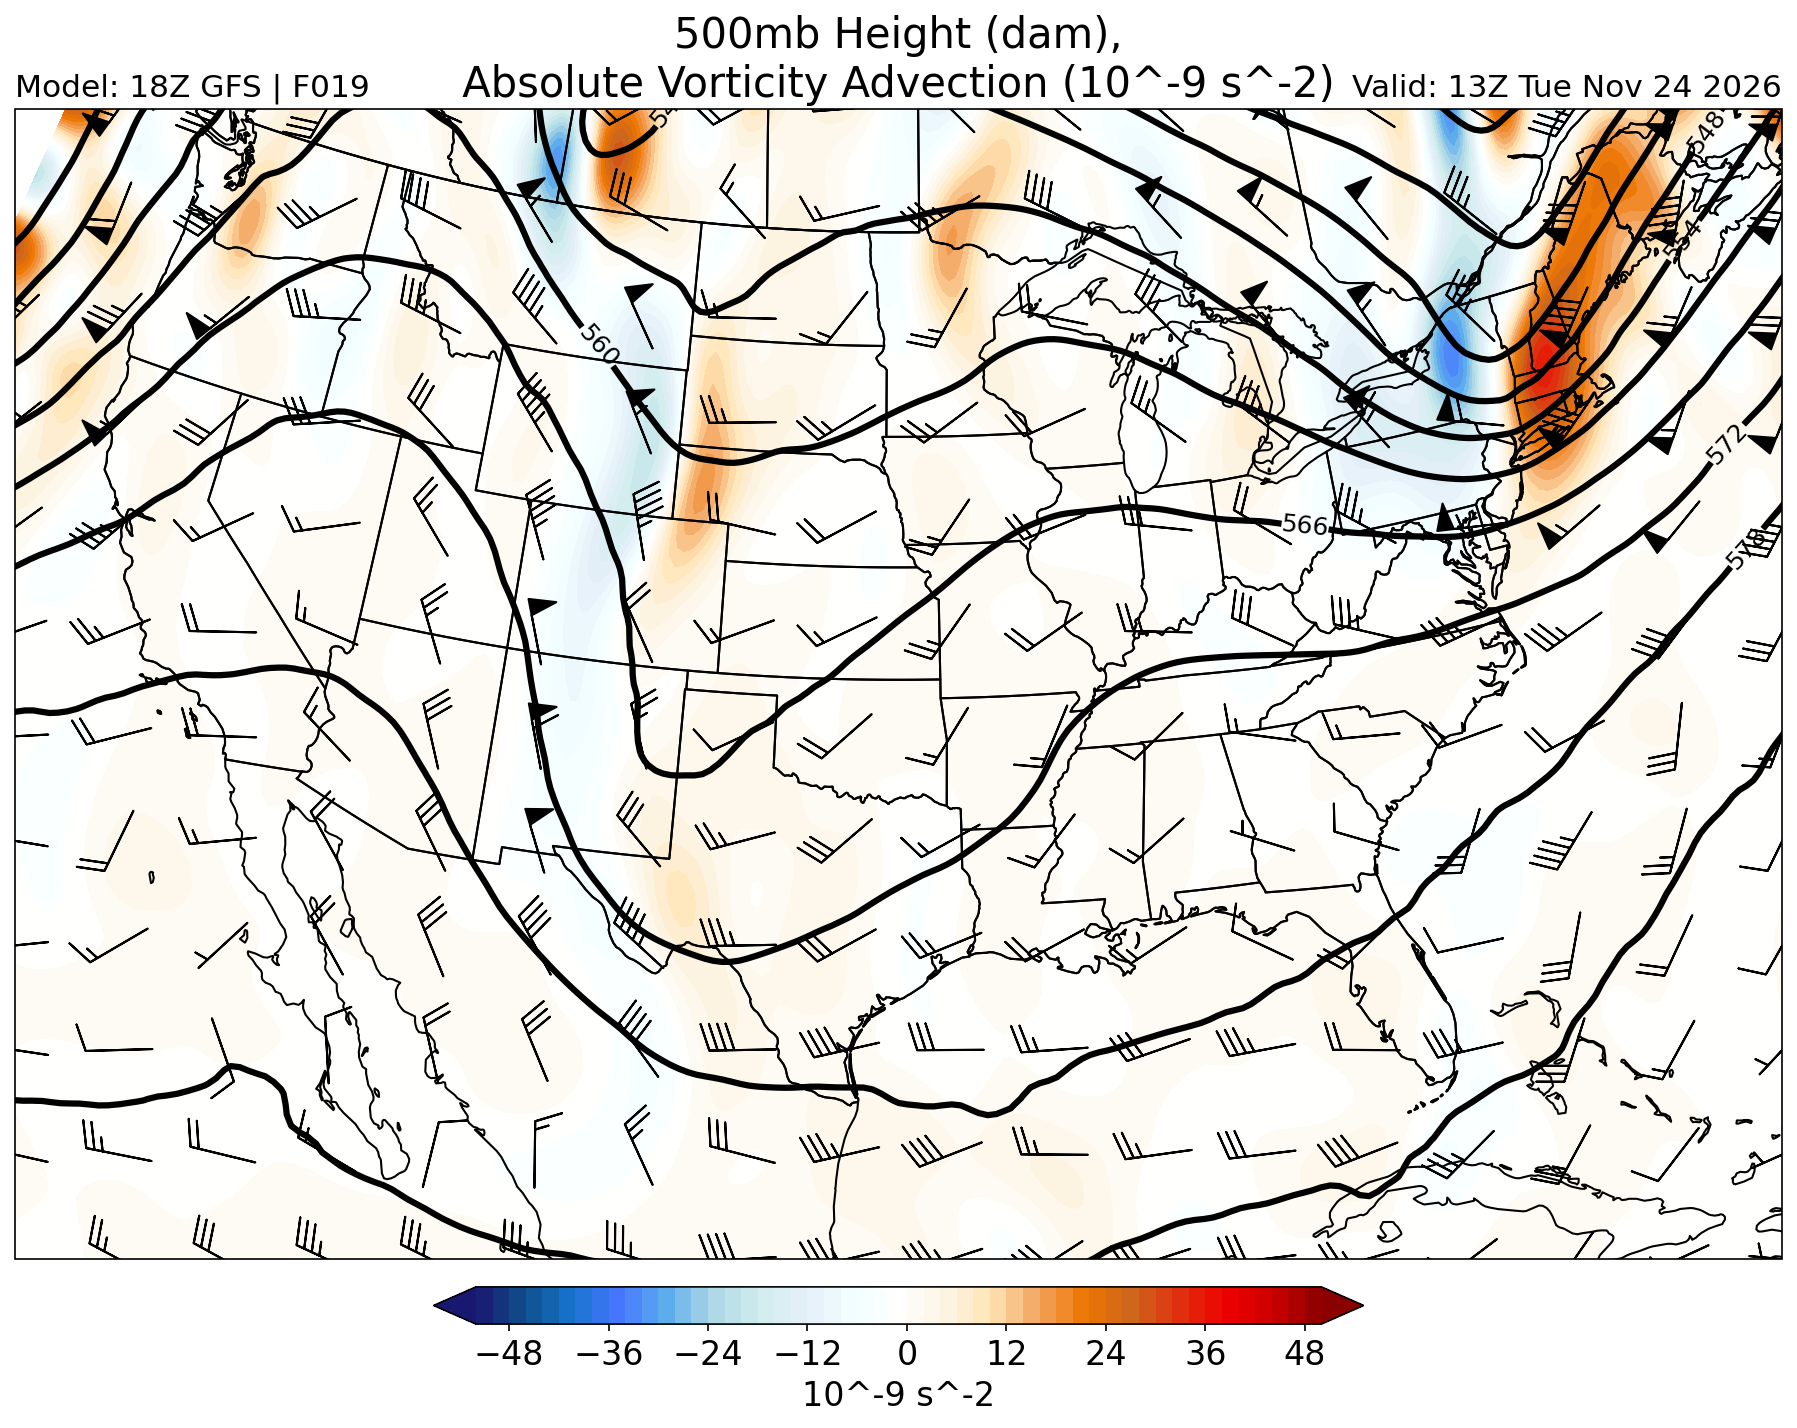 500mb Height (dam),
Model: 18Z GFS | F019
Absolute Vorticity Advection (10^-9 s^-2)
Valid: 13Z Tue Nov 24 2026
548
560
566
572
578
−48 −36 −24 −12 0 12 24 36 48
10^-9 s^-2